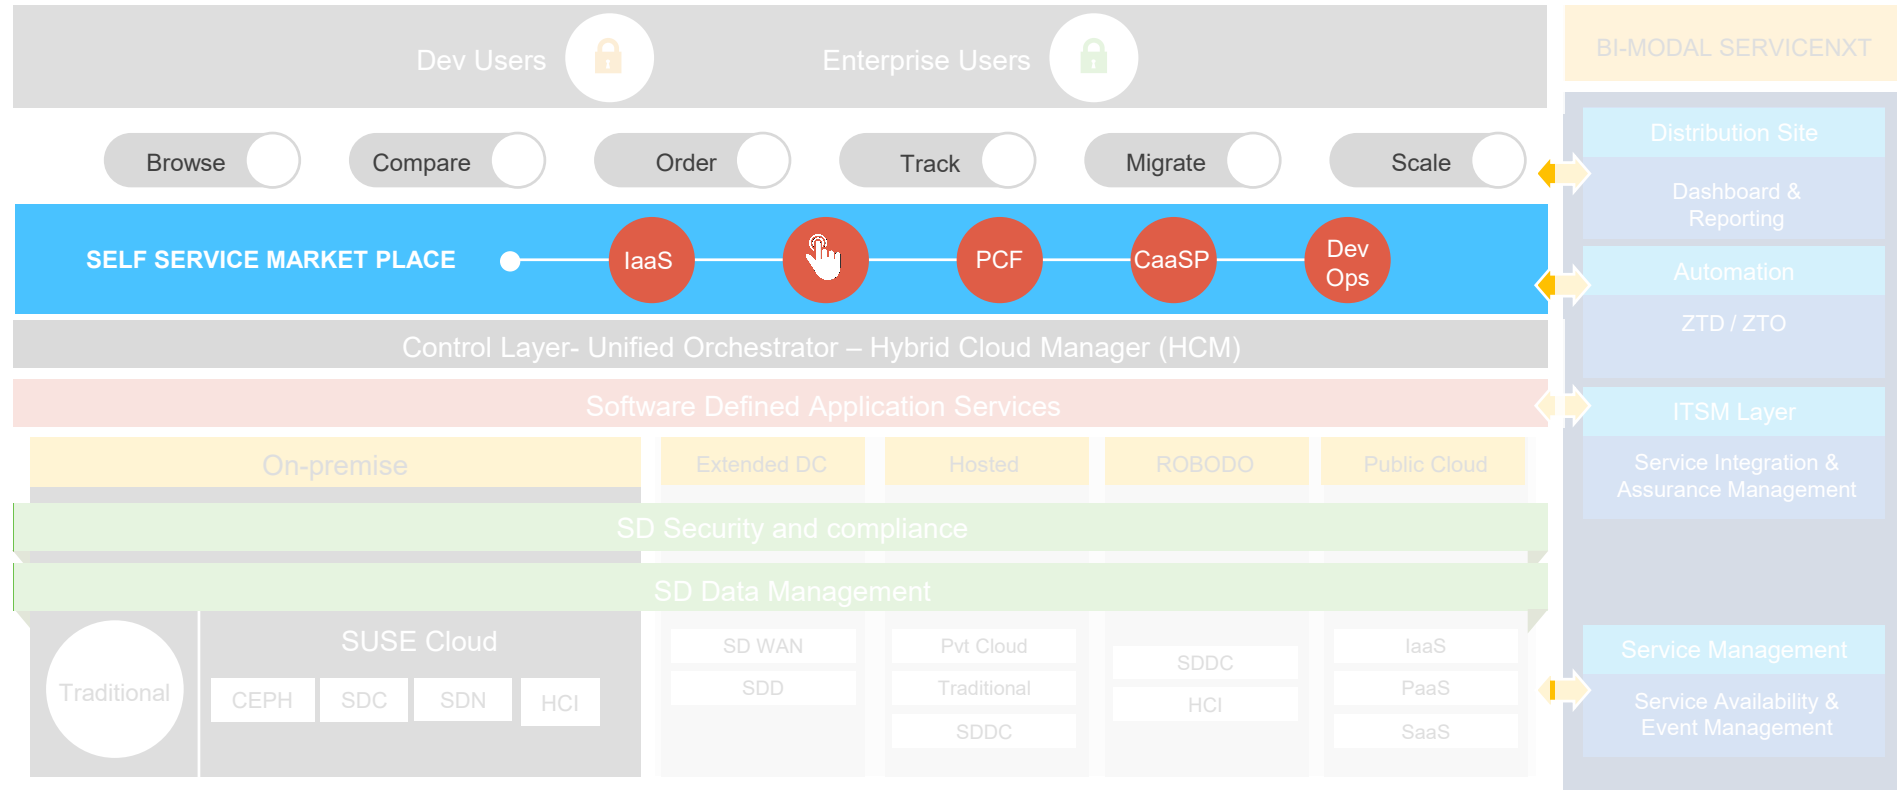 Dev Users
Enterprise Users
BI-MODAL SERVICENXT
Browse
Compare
Order
Track
Migrate
Scale
Distribution Site
Dashboard &
Reporting
SELF SERVICE MARKET PLACE
IaaS
PCF
CaaSP
Dev
Ops
Automation
ZTD / ZTO
Control Layer- Unified Orchestrator – Hybrid Cloud Manager (HCM)
Software Defined Application Services
ITSM Layer
Service Integration &
Assurance Management
On-premise
Extended DC
Hosted
ROBODO
Public Cloud
SD Security and compliance
SD Data Management
Traditional
SUSE Cloud
CEPH
SDC
SDN
HCI
SD WAN
SDD
Pvt Cloud
Traditional
SDDC
SDDC
HCI
IaaS
PaaS
SaaS
Service Management
Service Availability &
Event Management